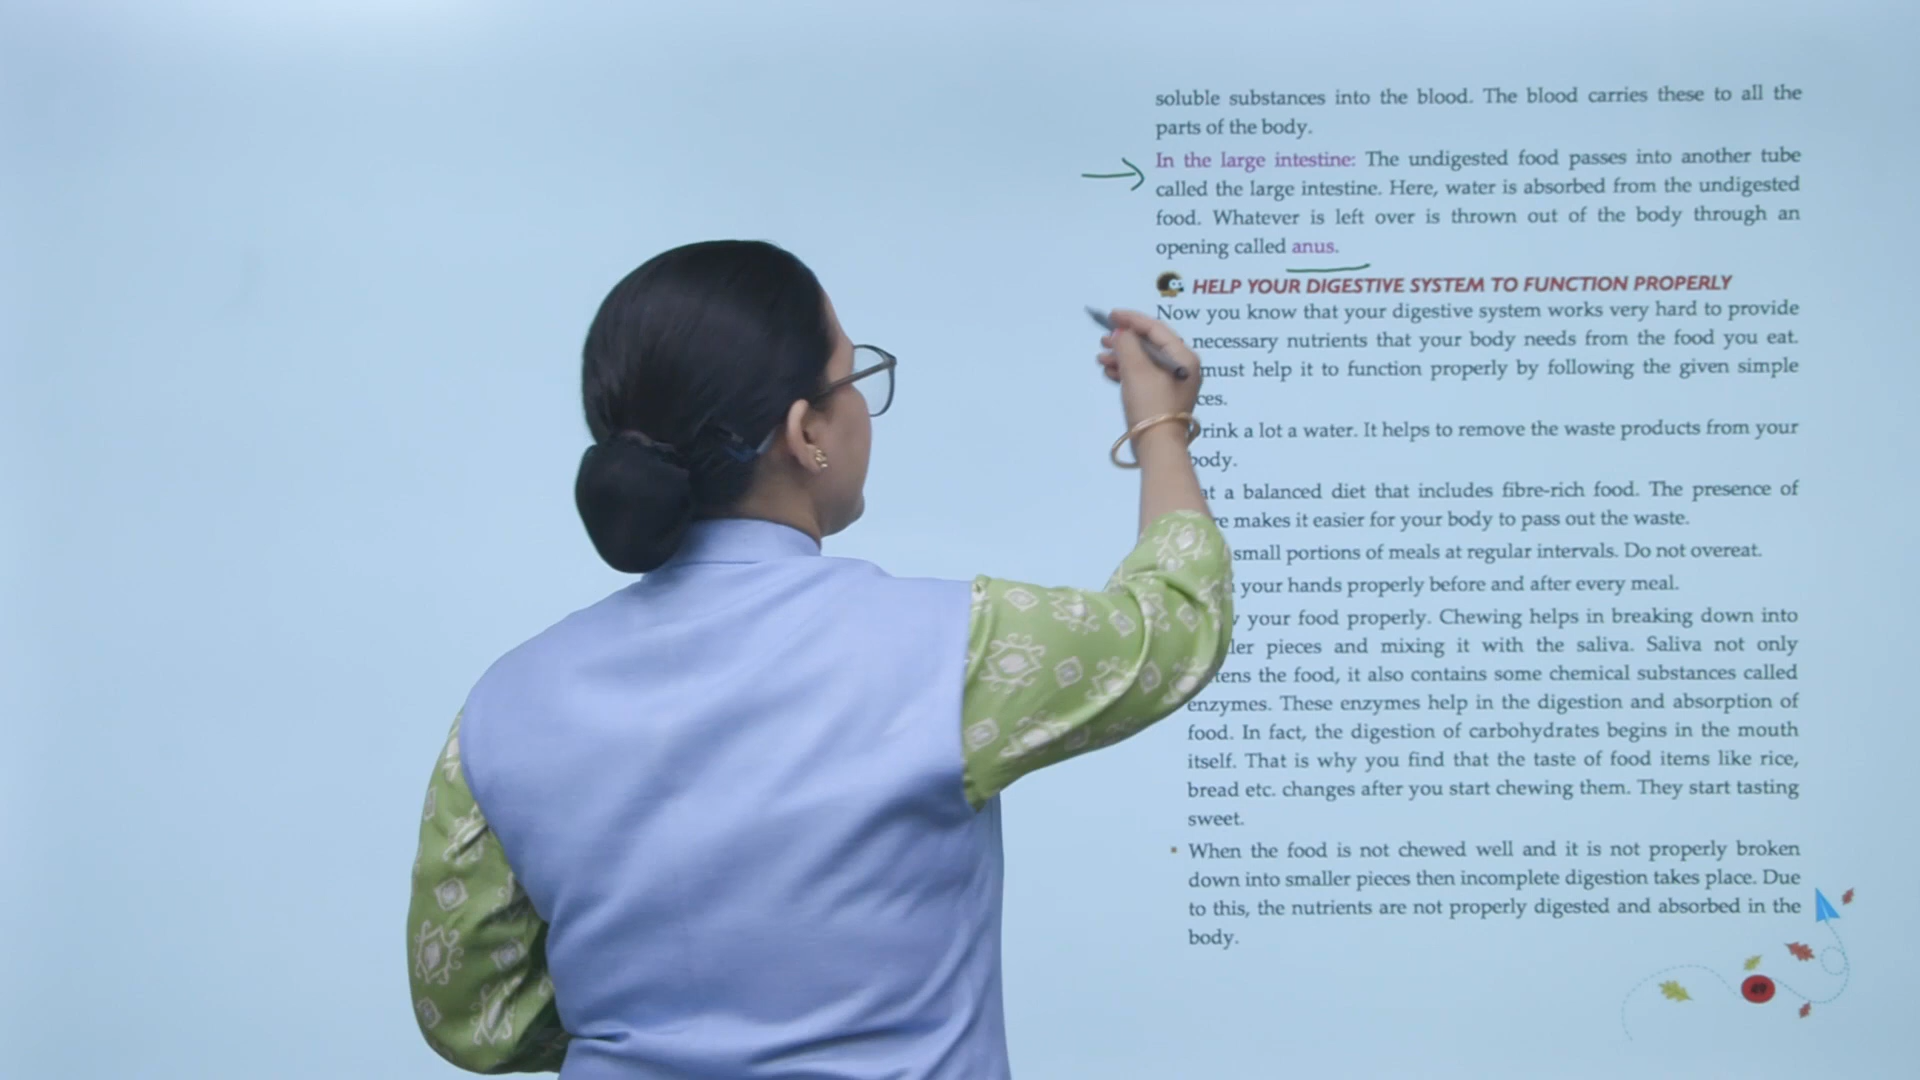 soluble substances into the blood. The blood carries these to all the
parts of the body.
In the large intestine: The undigested food passes into another tube
called the large intestine. Here, water is absorbed from the undigested
food. Whatever is left over is thrown out of the body through an
opening called anus.
HELP YOUR DIGESTIVE SYSTEM TO FUNCTION PROPERLY
Now you know that your digestive system works very hard to provide
necessary nutrients that your body needs from the food you eat.
must help it to function properly by following the given simple
rink a lot a water. It helps to remove the waste products from your
body.
a balanced diet that includes fibre-rich food. The presence of
makes it easier for your body to pass out the waste.
small portions of meals at regular intervals. Do not overeat.
your hands properly before and after every meal.
your food properly. Chewing helps in breaking down into
pieces and mixing it with the saliva. Saliva not only
the food, it also contains some chemical substances called
enzymes. These enzymes help in the digestion and absorption of
food. In fact, the digestion of carbohydrates begins in the mouth
itself. That is why you find that the taste of food items like rice,
bread etc. changes after you start chewing them. They start tasting
sweet.
▪ When the food is not chewed well and it is not properly broken
down into smaller pieces then incomplete digestion takes place. Due
to this, the nutrients are not properly digested and absorbed in the
body.
49